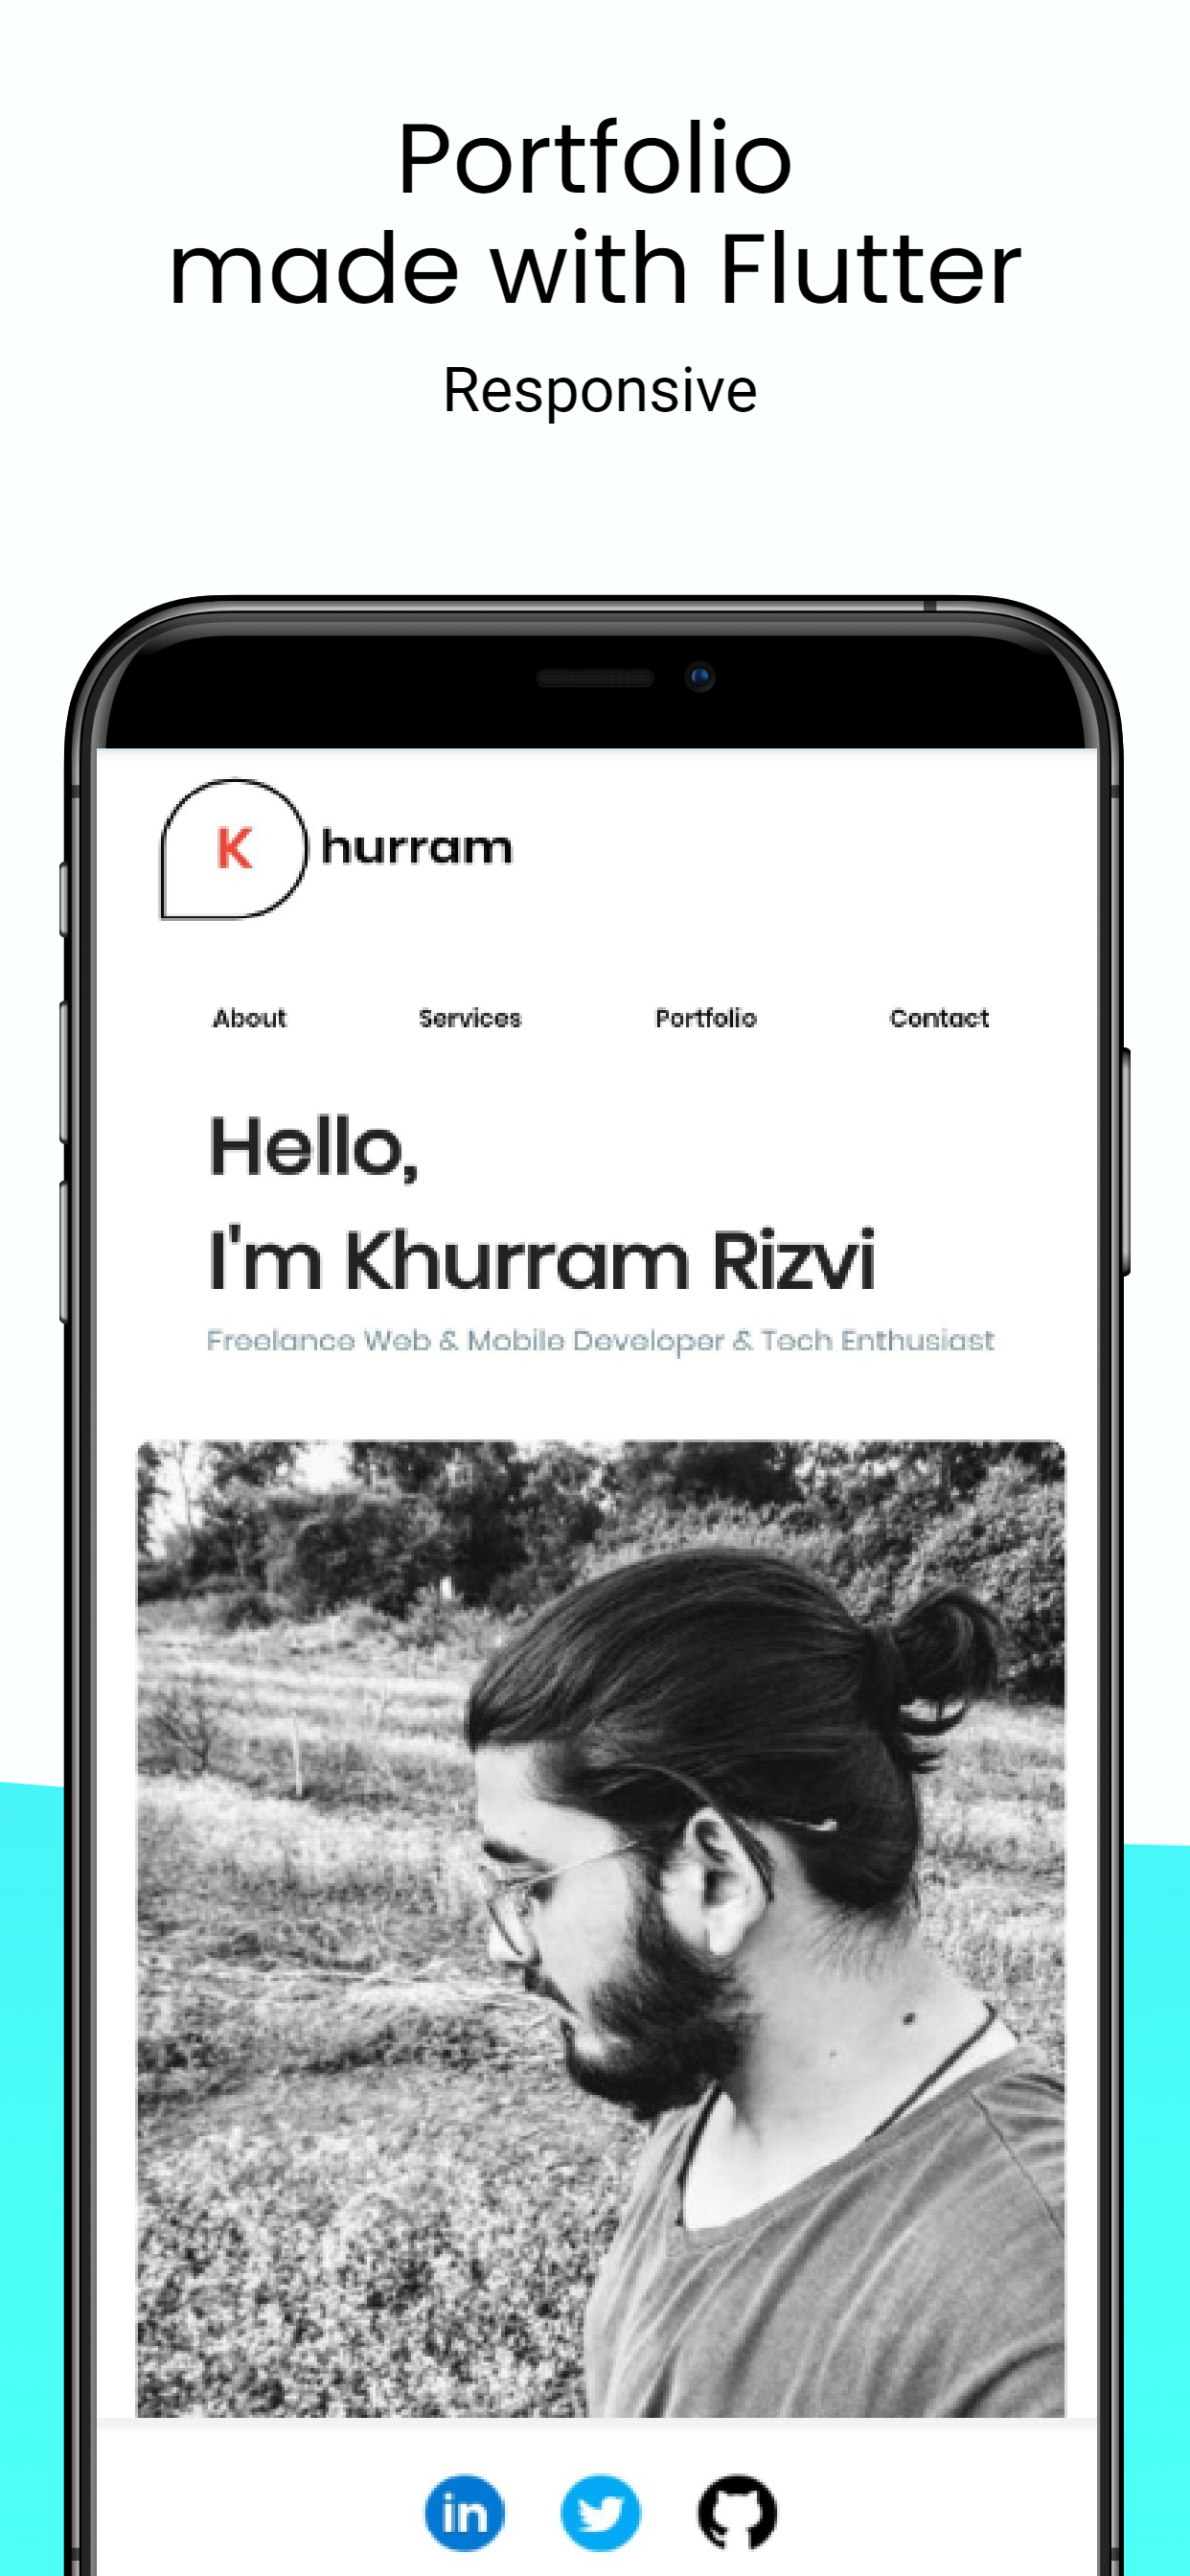 Portfolio
made with Flutter
Responsive
K hurram
About Services Portfolio Contact
Hello,
I'm Khurram Rizvi
Freelance Web & Mobile Developer & Tech Enthusiast
in